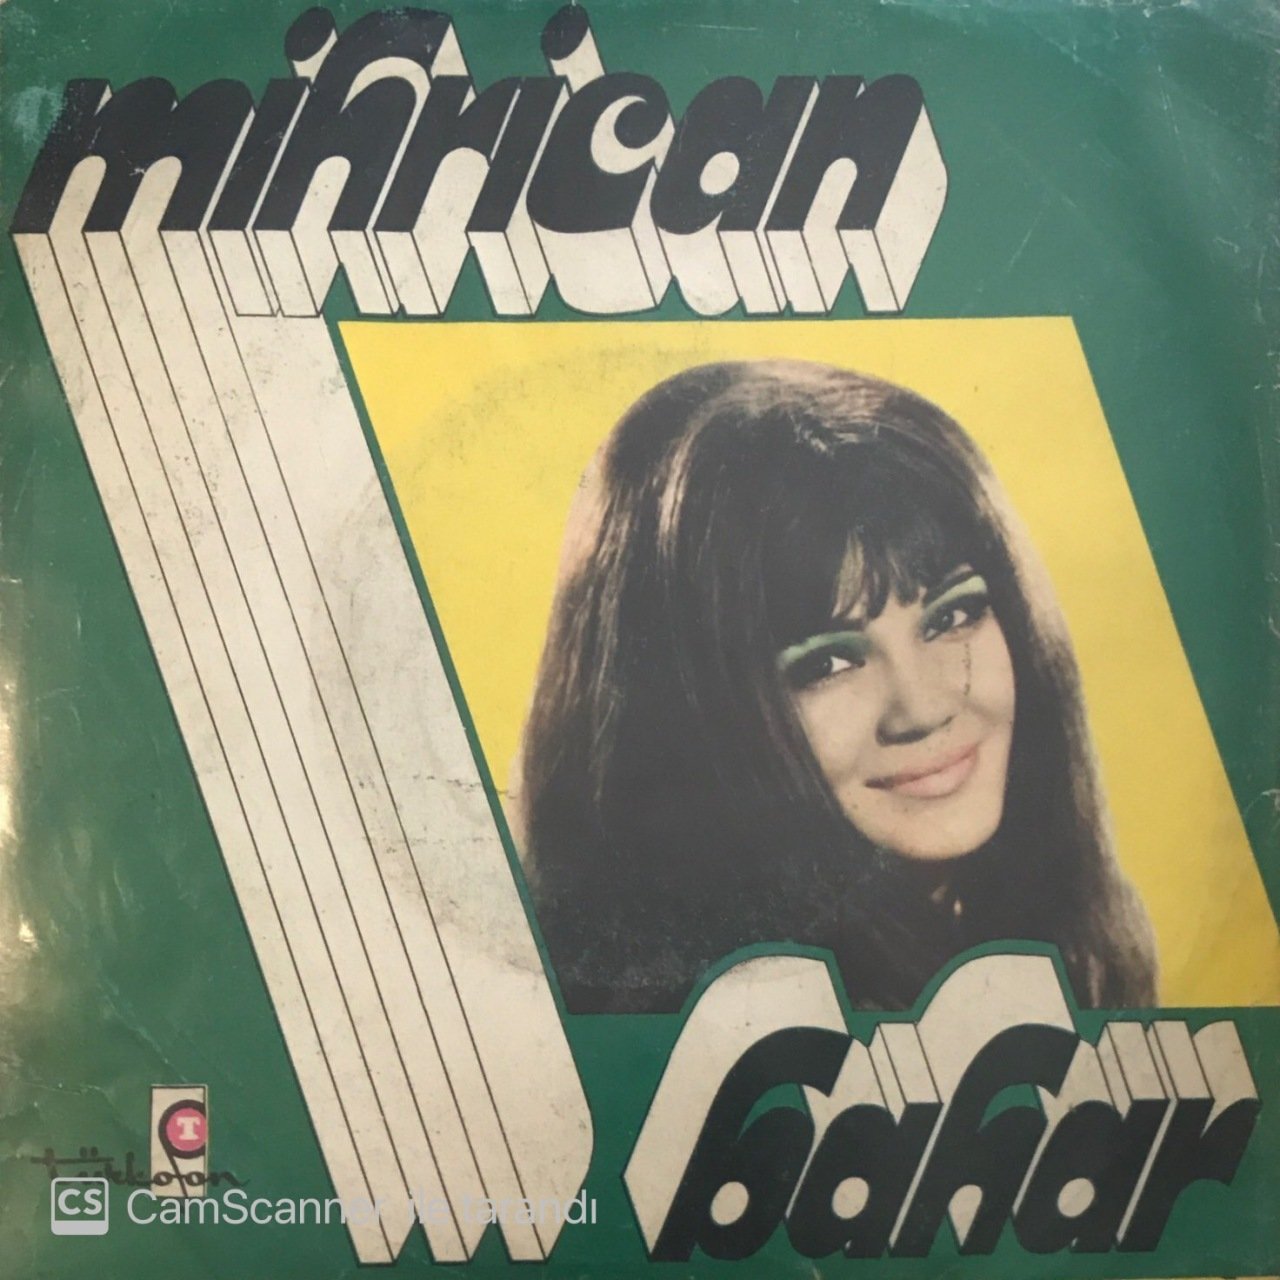 mihrican
bahar
T
türkofon
CS CamScanner ile tarandı